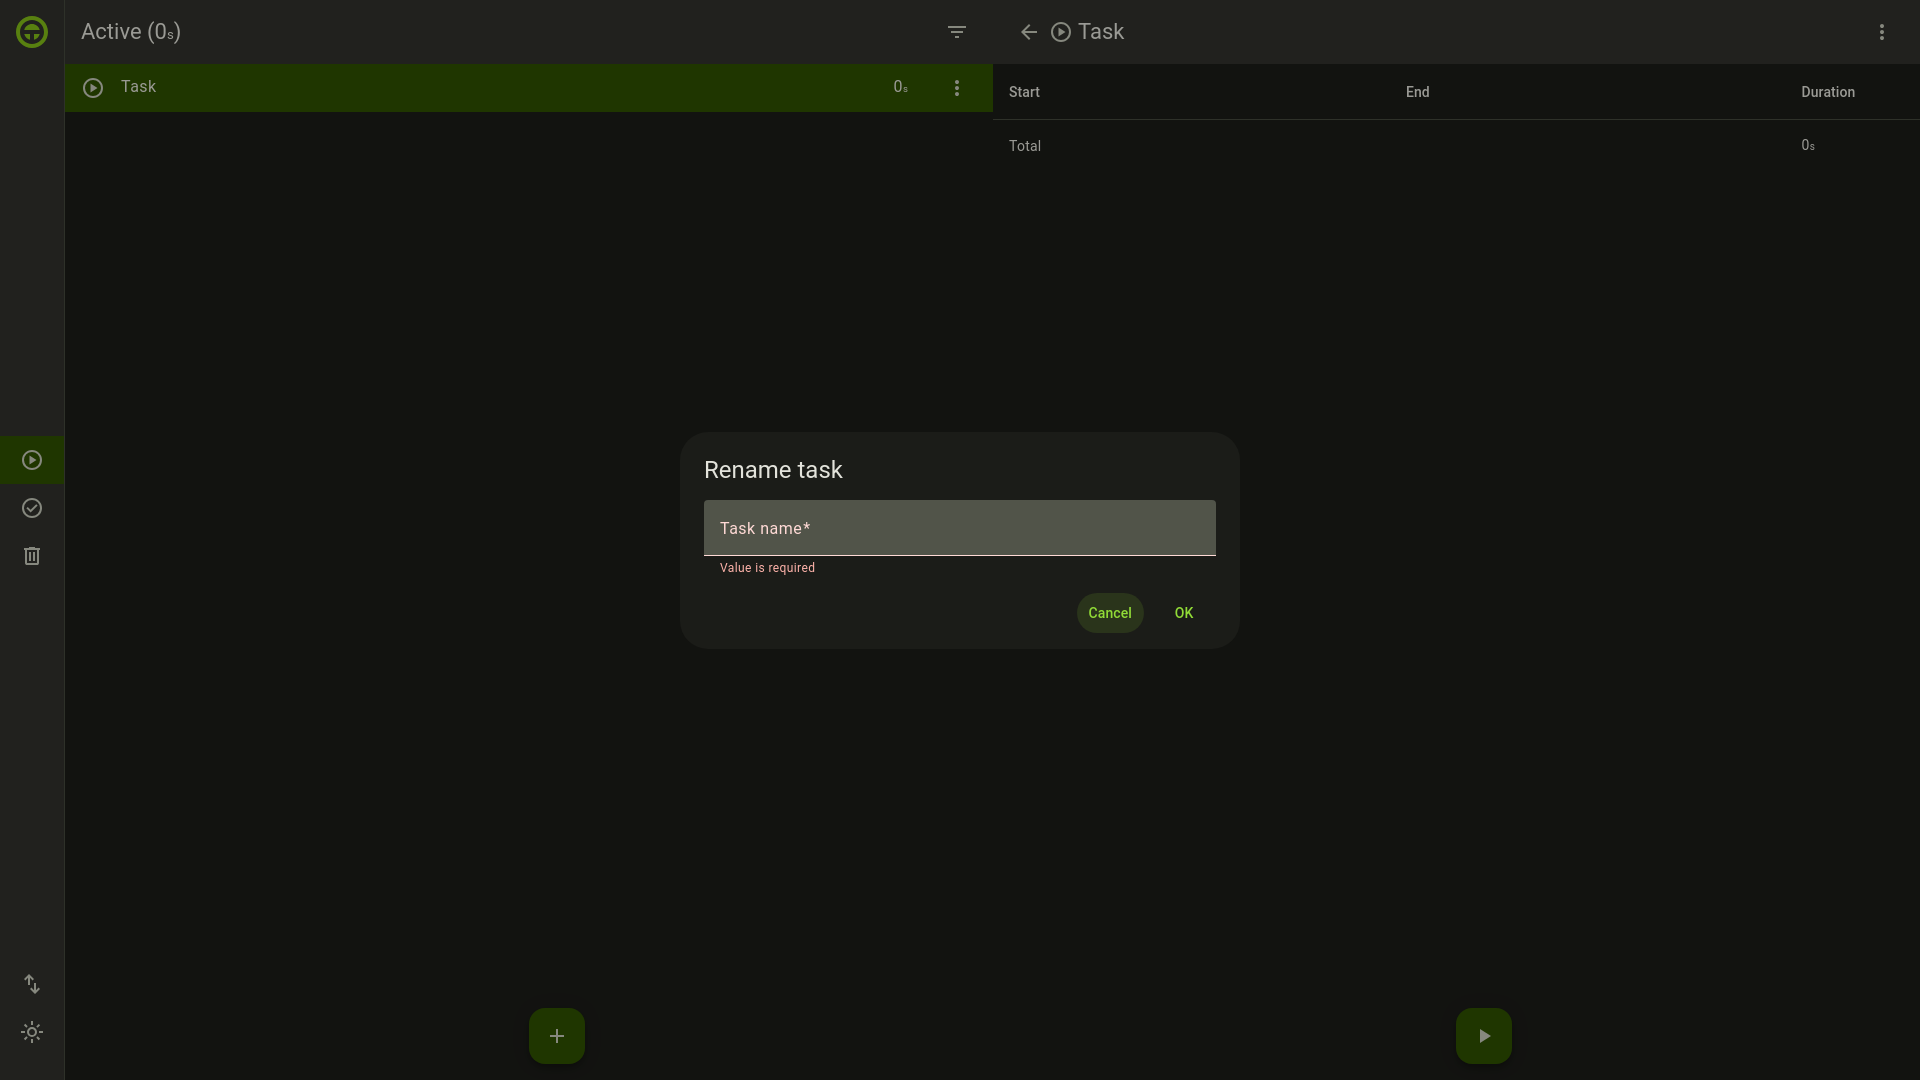 Active (0s)
Task
Task
0s
Start
End
Duration
Total
0s
Rename task
Task name*
Value is required
Cancel
OK